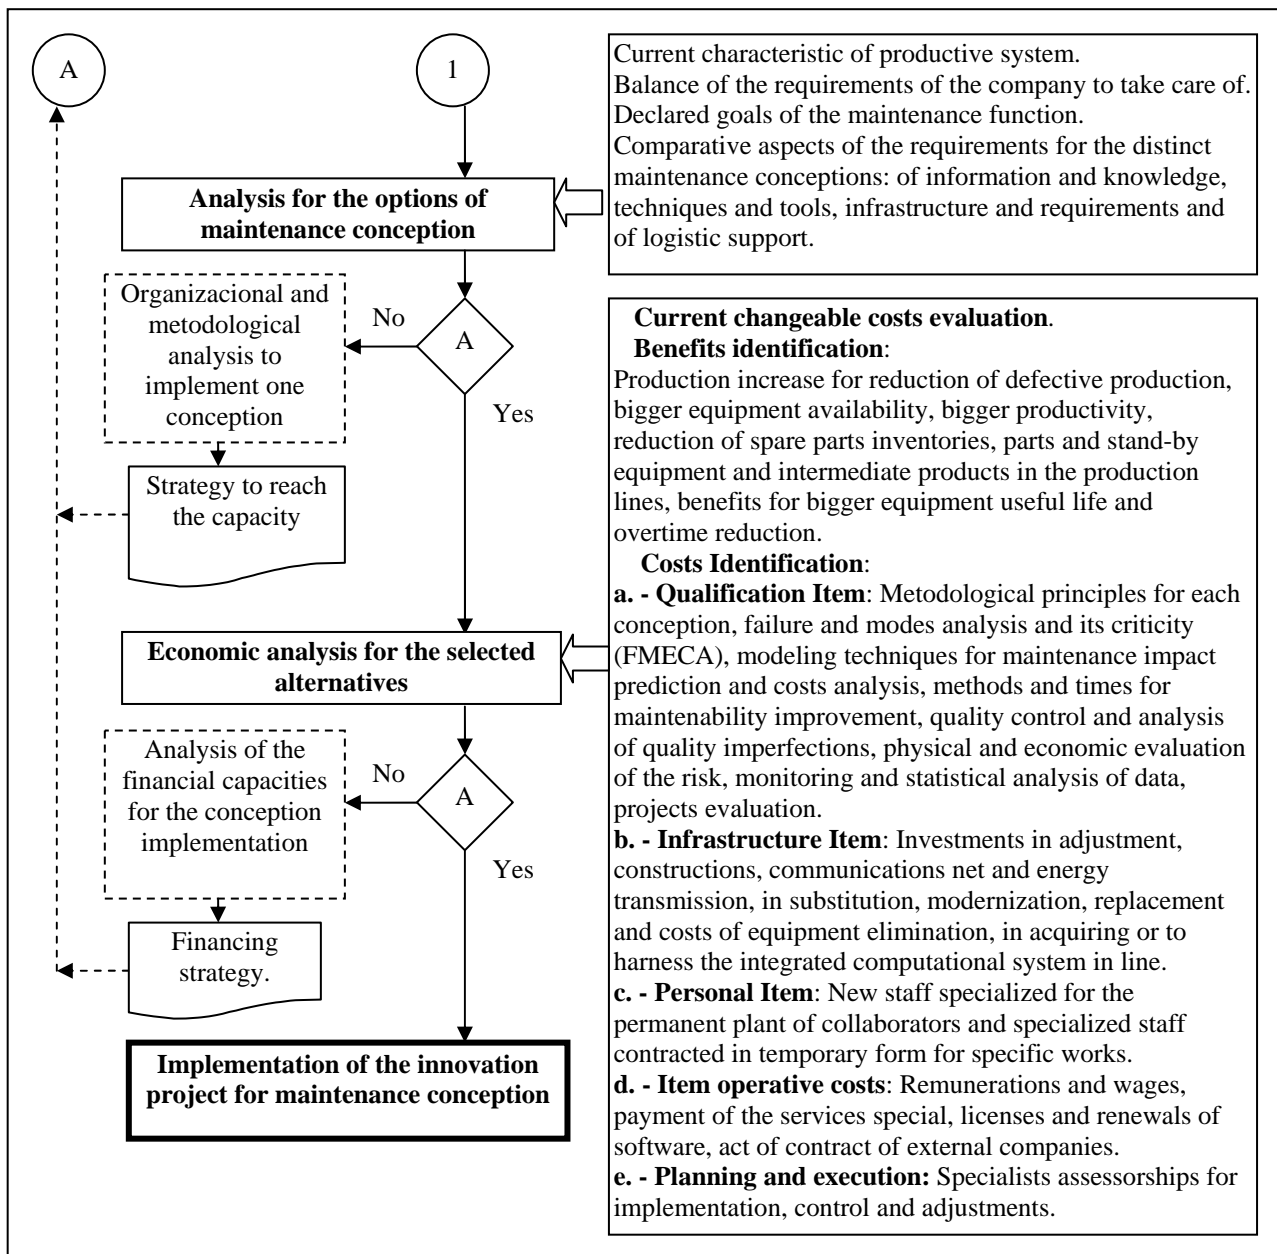 A
1
Current characteristic of productive system.
Balance of the requirements of the company to take care of.
Declared goals of the maintenance function.
Comparative aspects of the requirements for the distinct
maintenance conceptions: of information and knowledge,
techniques and tools, infrastructure and requirements and
of logistic support.
Analysis for the options of
maintenance conception
Organizacional and
metodological
analysis to
implement one
conception
No
A
Yes
Strategy to reach
the capacity
Current changeable costs evaluation.
Benefits identification:
Production increase for reduction of defective production,
bigger equipment availability, bigger productivity,
reduction of spare parts inventories, parts and stand-by
equipment and intermediate products in the production
lines, benefits for bigger equipment useful life and
overtime reduction.
Costs Identification:
a. - Qualification Item: Metodological principles for each
conception, failure and modes analysis and its criticity
(FMECA), modeling techniques for maintenance impact
prediction and costs analysis, methods and times for
maintenability improvement, quality control and analysis
of quality imperfections, physical and economic evaluation
of the risk, monitoring and statistical analysis of data,
projects evaluation.
b. - Infrastructure Item: Investments in adjustment,
constructions, communications net and energy
transmission, in substitution, modernization, replacement
and costs of equipment elimination, in acquiring or to
harness the integrated computational system in line.
c. - Personal Item: New staff specialized for the
permanent plant of collaborators and specialized staff
contracted in temporary form for specific works.
d. - Item operative costs: Remunerations and wages,
payment of the services special, licenses and renewals of
software, act of contract of external companies.
e. - Planning and execution: Specialists assessorships for
implementation, control and adjustments.
Economic analysis for the selected
alternatives
Analysis of the
financial capacities
for the conception
implementation
No
A
Yes
Financing
strategy.
Implementation of the innovation
project for maintenance conception